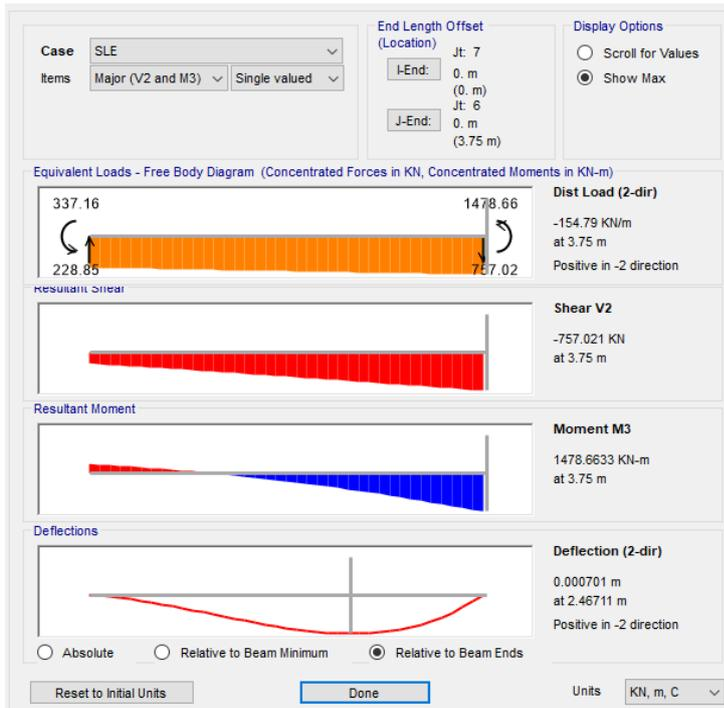 End Length Offset
(Location)
Display Options
Case SLE
Items Major (V2 and M3) Single valued
Jt: 7
I-End: 0. m
(0. m)
Jt: 6
J-End: 0. m
(3.75 m)
Scroll for Values
Show Max
Equivalent Loads - Free Body Diagram (Concentrated Forces in KN, Concentrated Moments in KN-m)
337.16 1478.66
228.85 757.02
Dist Load (2-dir)
-154.79 KN/m
at 3.75 m
Positive in -2 direction
Resultant Shear
Shear V2
-757.021 KN
at 3.75 m
Resultant Moment
Moment M3
1478.6633 KN-m
at 3.75 m
Deflections
Deflection (2-dir)
0.000701 m
at 2.46711 m
Positive in -2 direction
Absolute Relative to Beam Minimum Relative to Beam Ends
Reset to Initial Units Done Units KN, m, C